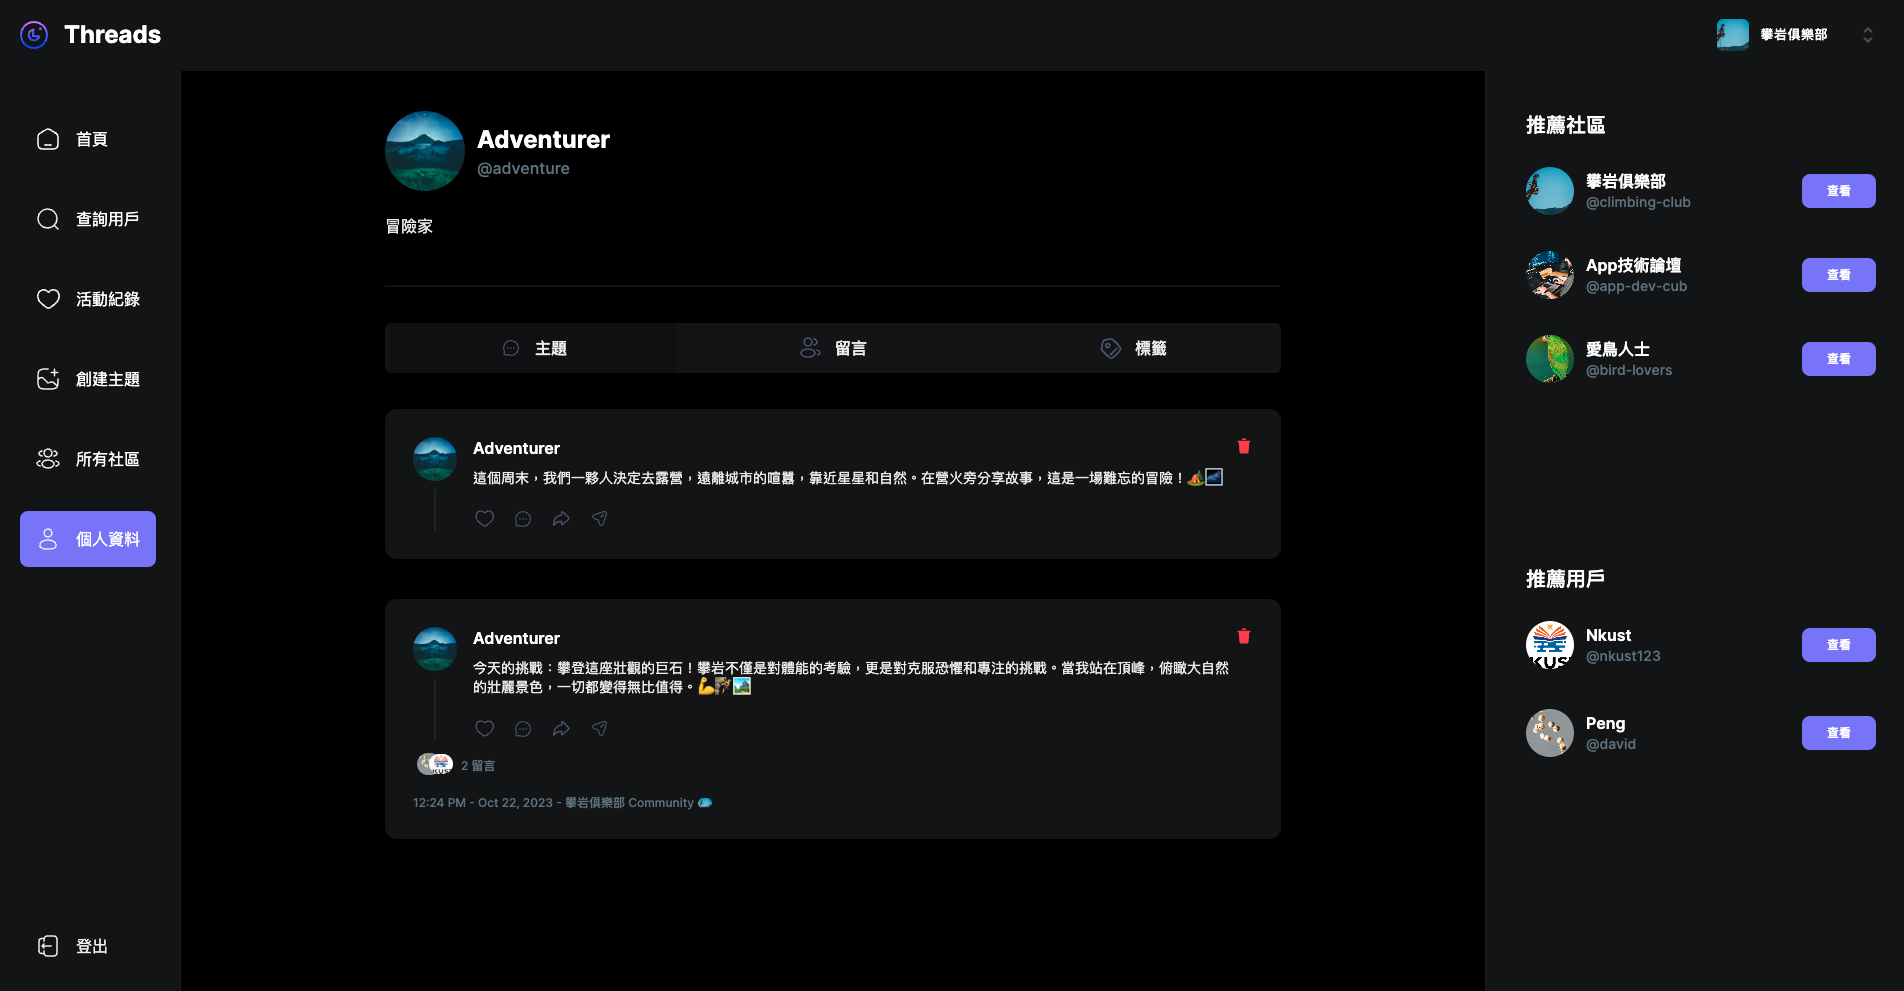 Threads
攀岩俱樂部
首頁
查詢用戶
活動紀錄
創建主題
所有社區
個人資料
登出
Adventurer
@adventure
冒險家
主題
留言
標籤
Adventurer
這個周末，我們一夥人決定去露營，遠離城市的喧囂，靠近星星和自然。在營火旁分享故事，這是一場難忘的冒險！🏕️🌌
Adventurer
今天的挑戰：攀登這座壯觀的巨石！攀岩不僅是對體能的考驗，更是對克服恐懼和專注的挑戰。當我站在頂峰，俯瞰大自然
的壯麗景色，一切都變得無比值得。💪🧗🏞️
KUS
2 留言
12:24 PM - Oct 22, 2023 - 攀岩俱樂部 Community
推薦社區
攀岩俱樂部
@climbing-club
查看
App技術論壇
@app-dev-cub
查看
愛鳥人士
@bird-lovers
查看
推薦用戶
KUS
Nkust
@nkust123
查看
Peng
@david
查看